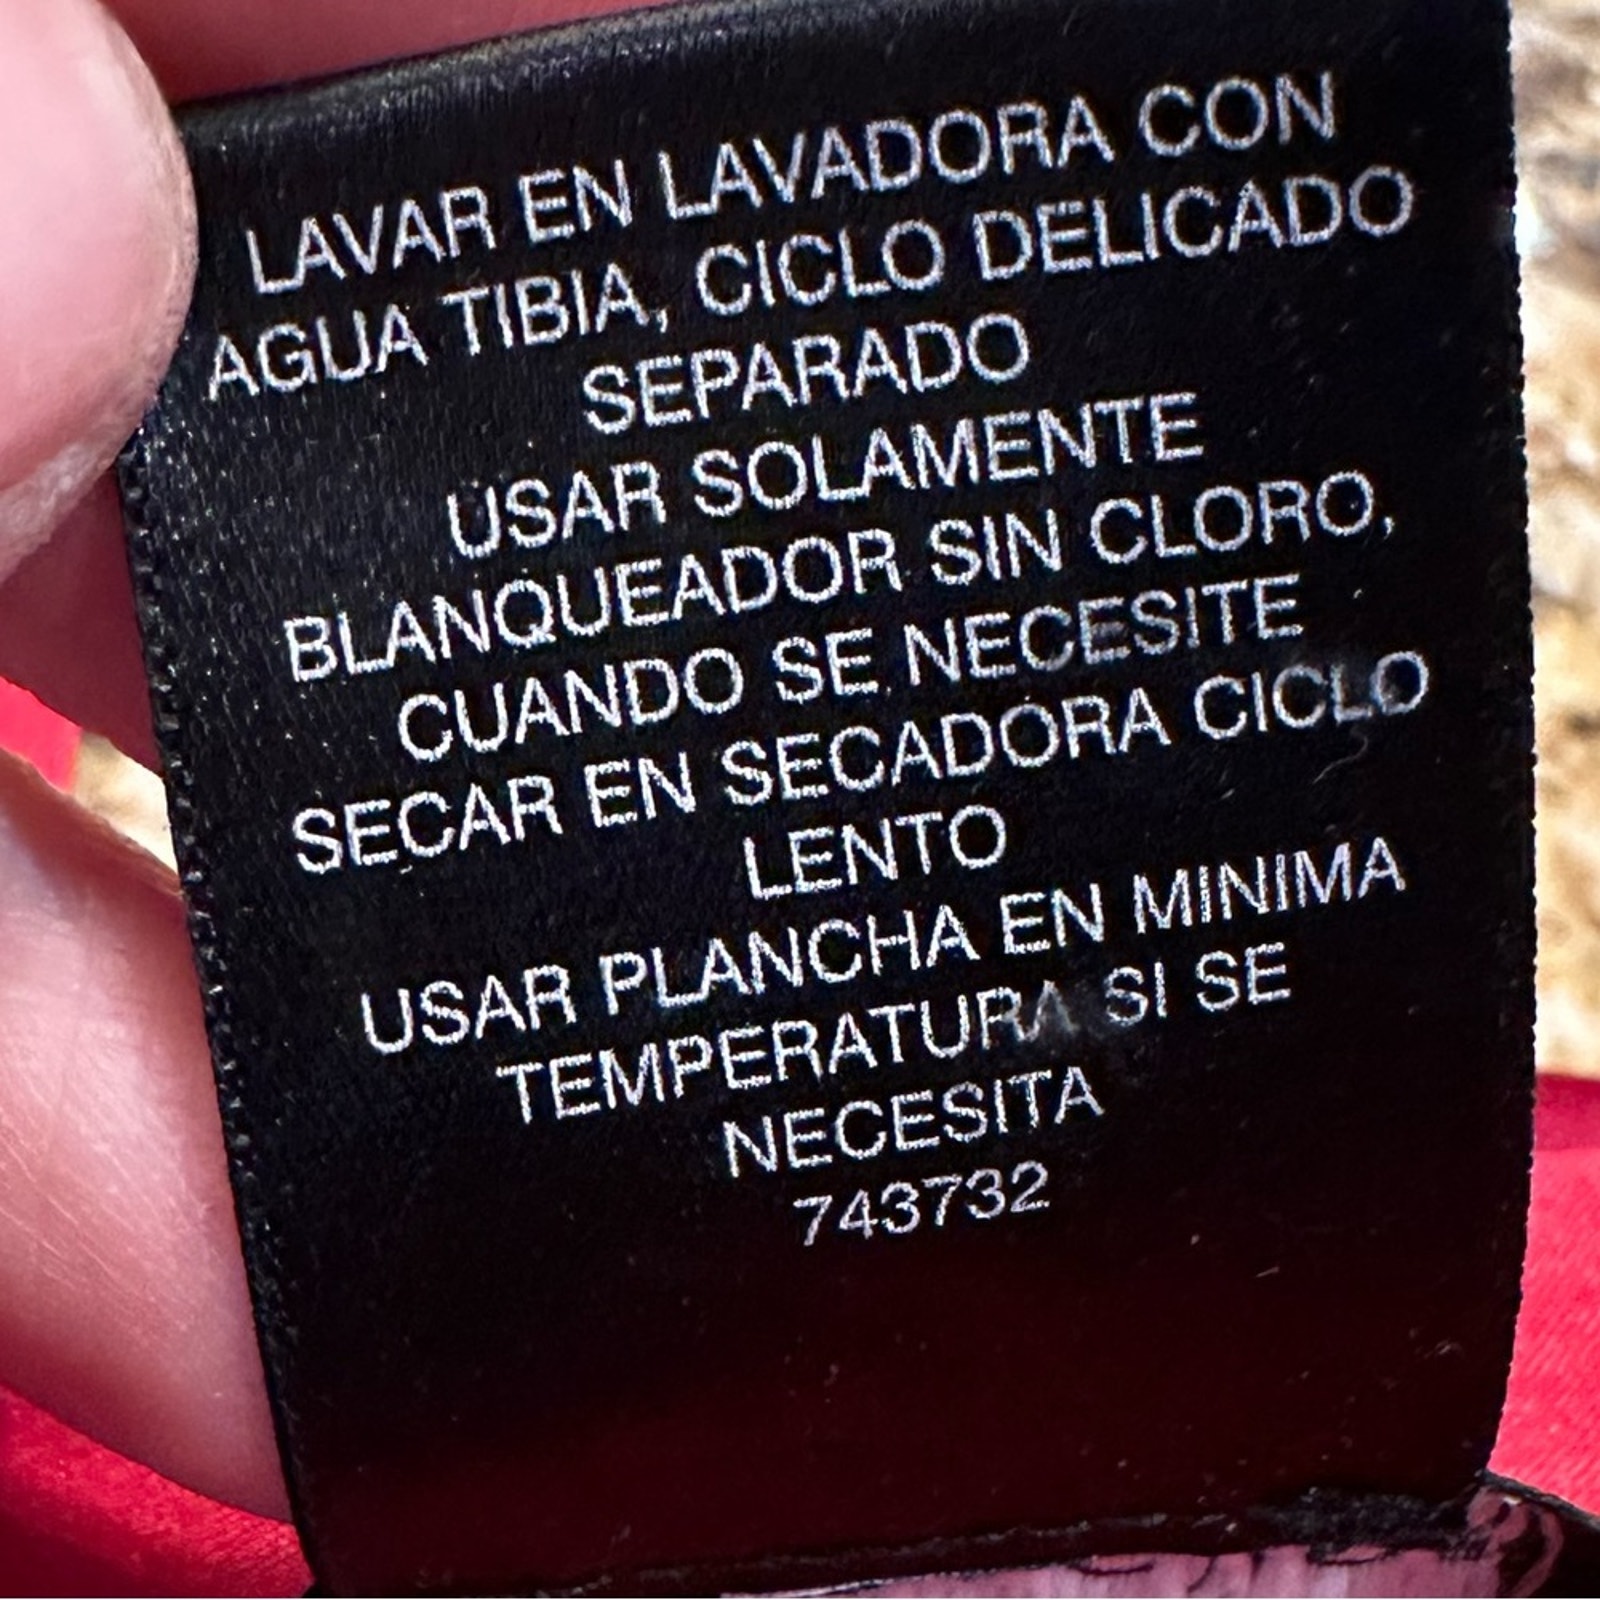 LAVAR EN LAVADORA CON
AGUA TIBIA, CICLO DELICADO
SEPARADO
USAR SOLAMENTE
BLANQUEADOR SIN CLORO,
CUANDO SE NECESITE
SECAR EN SECADORA CICLO
LENTO
USAR PLANCHA EN MINIMA
TEMPERATURA SI SE
NECESITA
743732